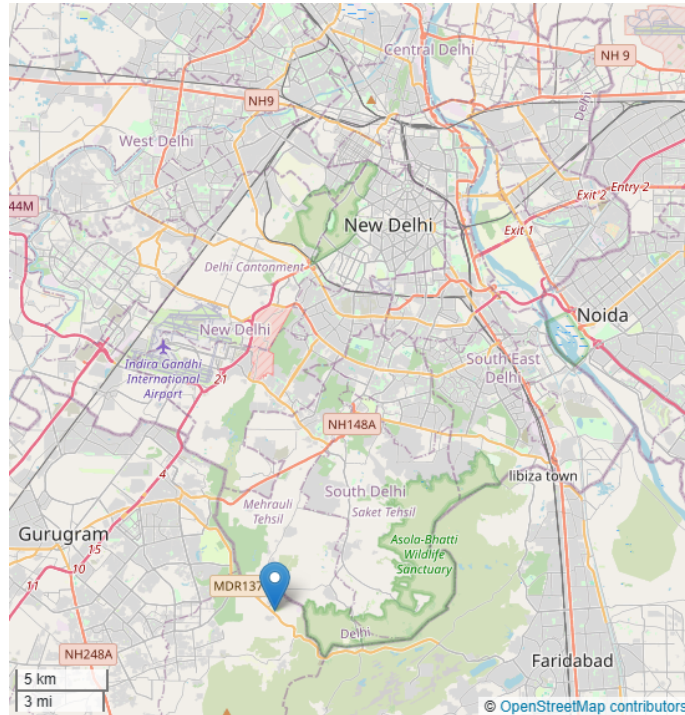 Central Delhi
NH 9
NH9
Delhi
West Delhi
44M
Exit 2
Entry 2
New Delhi
Exit 1
Delhi Cantonment
Noida
New Delhi
Indira Gandhi
International
Airport
21
South East
Delhi
NH148A
4
libiza town
South Delhi
Mehrauli
Tehsil
Saket Tehsil
Gurugram
Asola-Bhatti
Wildlife
Sanctuary
15
10
11
MDR137
Delhi
NH248A
Faridabad
5 km
3 mi
© OpenStreetMap contributors